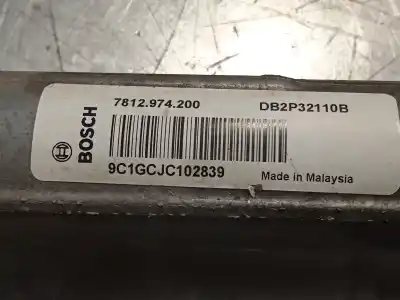 BOSCH
7812.974.200 DB2P32110B
9C1GCJC102839 Made in Malaysia